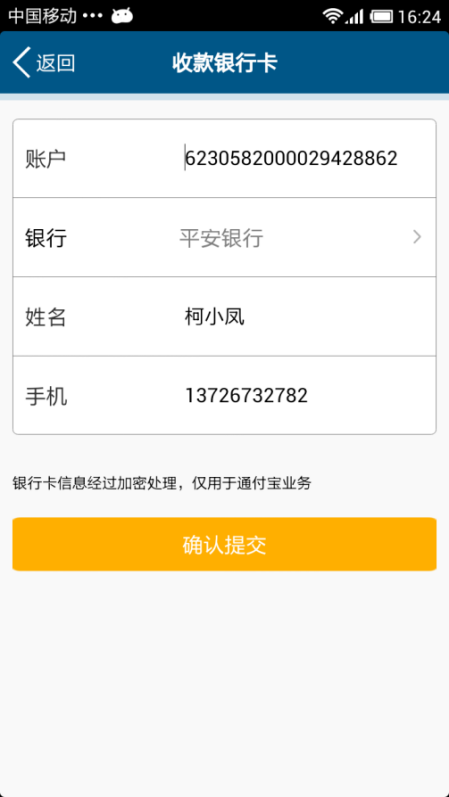 中国移动 ••• 16:24
返回 收款银行卡
账户 6230582000029428862
银行 平安银行
姓名 柯小凤
手机 13726732782
银行卡信息经过加密处理，仅用于通付宝业务
确认提交